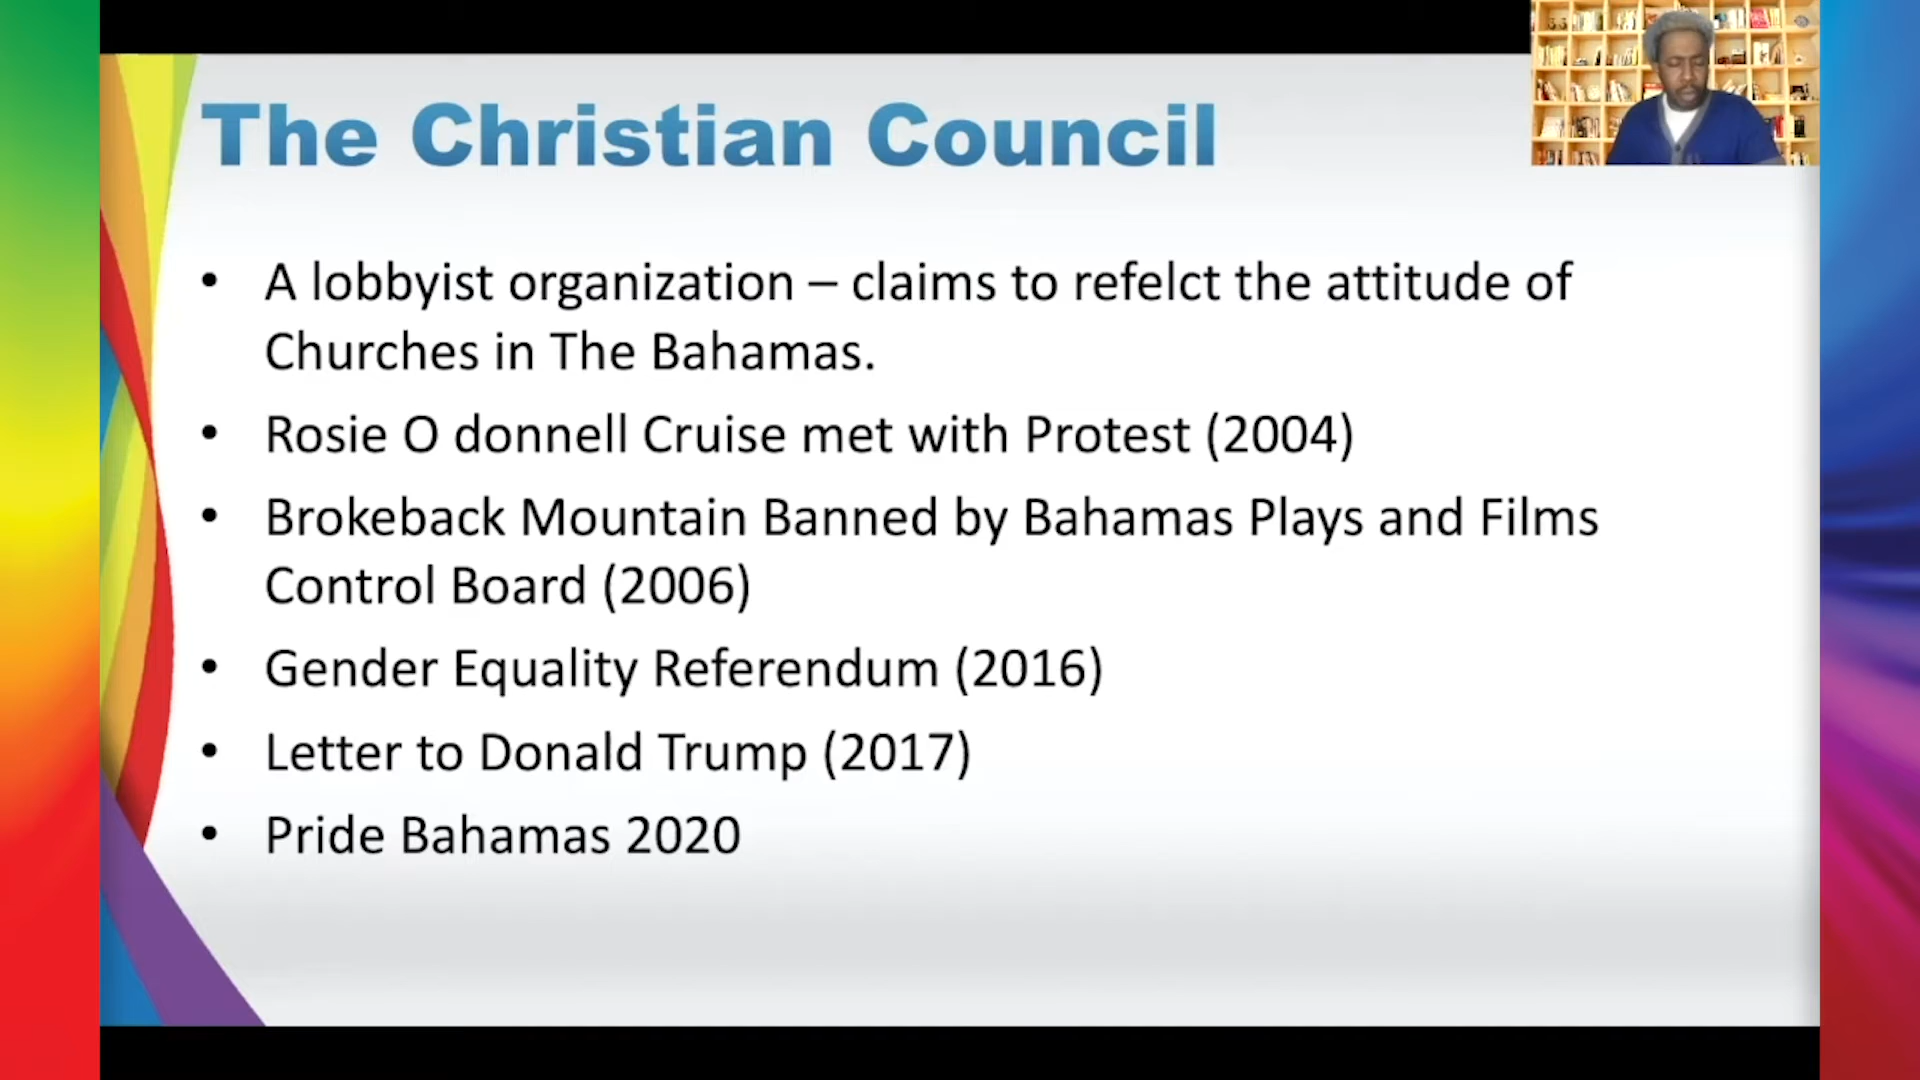 The Christian Council
• A lobbyist organization – claims to refelct the attitude of
Churches in The Bahamas.
• Rosie O donnell Cruise met with Protest (2004)
• Brokeback Mountain Banned by Bahamas Plays and Films
Control Board (2006)
• Gender Equality Referendum (2016)
• Letter to Donald Trump (2017)
• Pride Bahamas 2020